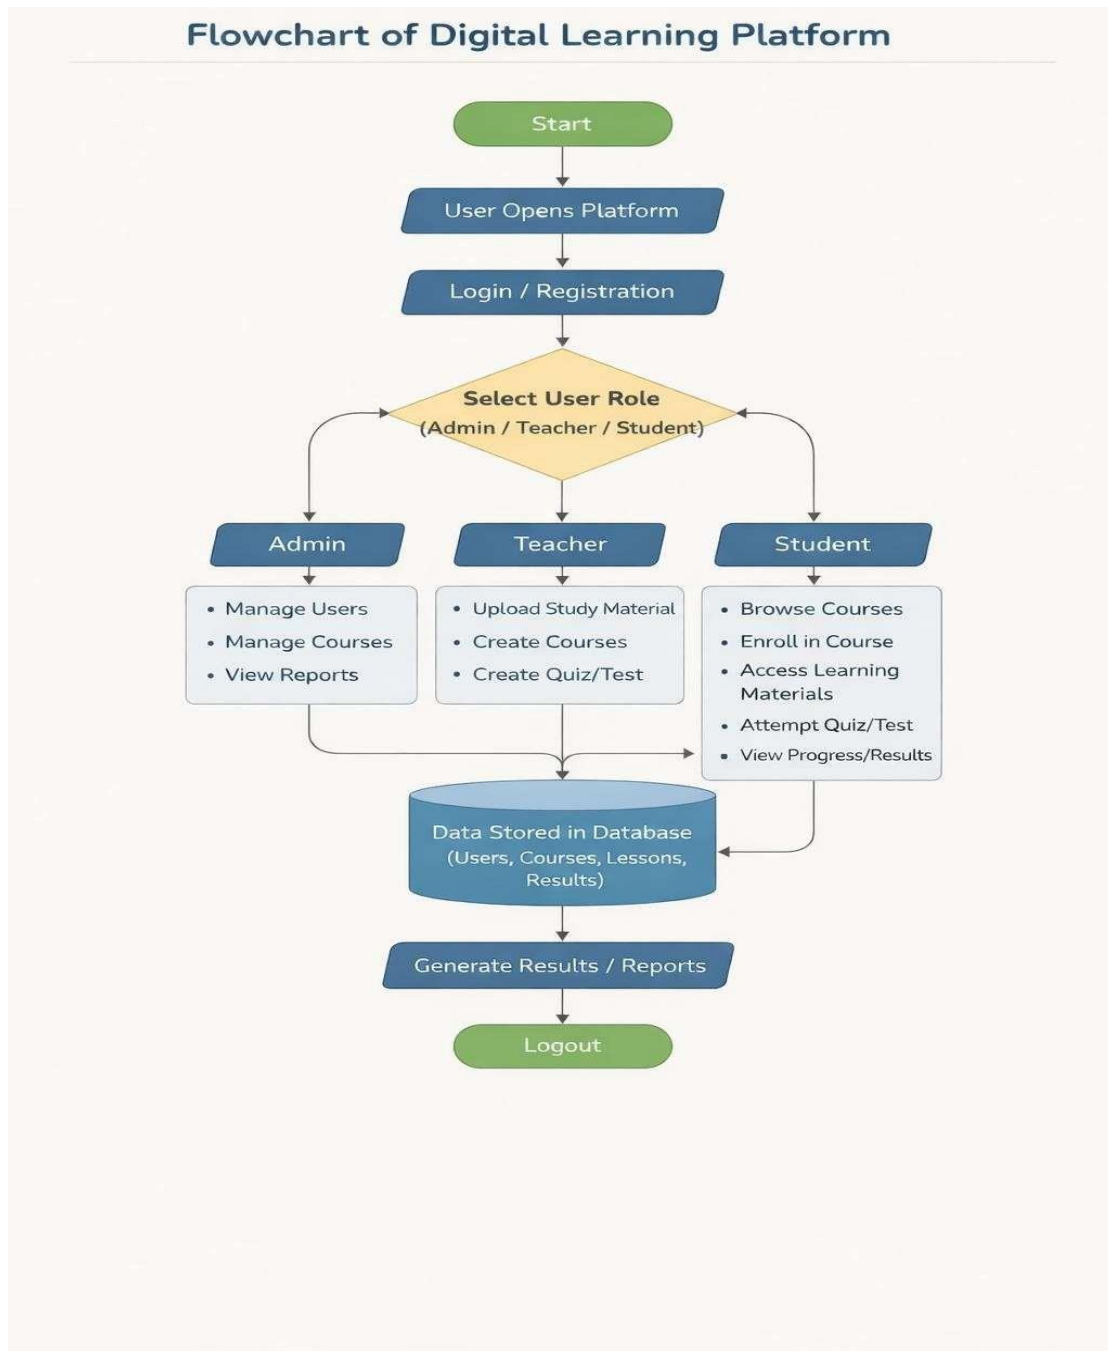 Flowchart of Digital Learning Platform
Start
User Opens Platform
Login / Registration
Select User Role
(Admin / Teacher / Student)
Admin
• Manage Users
• Manage Courses
• View Reports
Teacher
• Upload Study Material
• Create Courses
• Create Quiz/Test
Student
• Browse Courses
• Enroll in Course
• Access Learning
Materials
• Attempt Quiz/Test
• View Progress/Results
Data Stored in Database
(Users, Courses, Lessons,
Results)
Generate Results / Reports
Logout